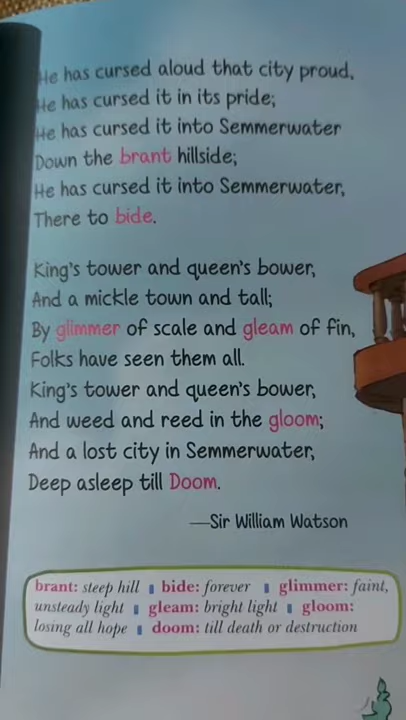 He has cursed aloud that city proud,
He has cursed it in its pride;
He has cursed it into Semmerwater
Down the brant hillside;
He has cursed it into Semmerwater,
There to bide.
King's tower and queen's bower,
And a mickle town and tall;
By glimmer of scale and gleam of fin,
Folks have seen them all.
King's tower and queen's bower,
And weed and reed in the gloom;
And a lost city in Semmerwater,
Deep asleep till Doom.
—Sir William Watson
brant: steep hill ▮ bide: forever ▮ glimmer: faint,
unsteady light ▮ gleam: bright light ▮ gloom:
losing all hope ▮ doom: till death or destruction